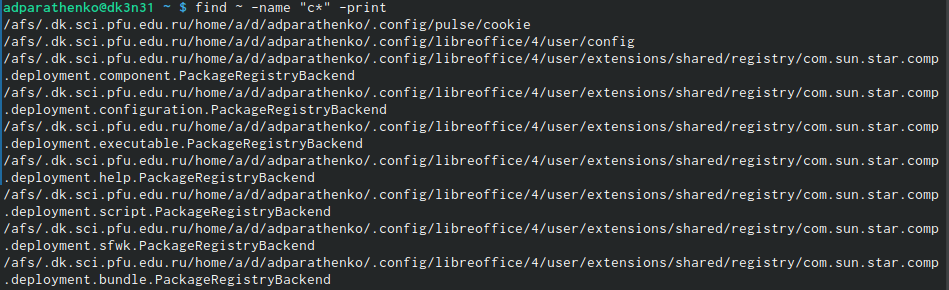 adparathenko@dk3n31 ~ $ find ~ -name "c*" -print
/afs/.dk.sci.pfu.edu.ru/home/a/d/adparathenko/.config/pulse/cookie
/afs/.dk.sci.pfu.edu.ru/home/a/d/adparathenko/.config/libreoffice/4/user/config
/afs/.dk.sci.pfu.edu.ru/home/a/d/adparathenko/.config/libreoffice/4/user/extensions/shared/registry/com.sun.star.comp
.deployment.component.PackageRegistryBackend
/afs/.dk.sci.pfu.edu.ru/home/a/d/adparathenko/.config/libreoffice/4/user/extensions/shared/registry/com.sun.star.comp
.deployment.configuration.PackageRegistryBackend
/afs/.dk.sci.pfu.edu.ru/home/a/d/adparathenko/.config/libreoffice/4/user/extensions/shared/registry/com.sun.star.comp
.deployment.executable.PackageRegistryBackend
/afs/.dk.sci.pfu.edu.ru/home/a/d/adparathenko/.config/libreoffice/4/user/extensions/shared/registry/com.sun.star.comp
.deployment.help.PackageRegistryBackend
/afs/.dk.sci.pfu.edu.ru/home/a/d/adparathenko/.config/libreoffice/4/user/extensions/shared/registry/com.sun.star.comp
.deployment.script.PackageRegistryBackend
/afs/.dk.sci.pfu.edu.ru/home/a/d/adparathenko/.config/libreoffice/4/user/extensions/shared/registry/com.sun.star.comp
.deployment.sfwk.PackageRegistryBackend
/afs/.dk.sci.pfu.edu.ru/home/a/d/adparathenko/.config/libreoffice/4/user/extensions/shared/registry/com.sun.star.comp
.deployment.bundle.PackageRegistryBackend